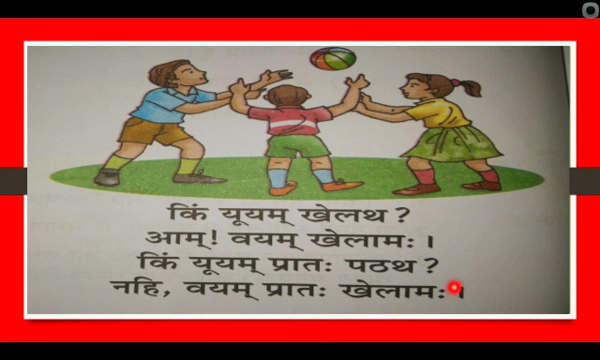 किं यूयम् खेलथ ?
आम्! वयम् खेलामः ।
किं यूयम् प्रातः पठथ ?
नहि, वयम् प्रातः खेलामः ।